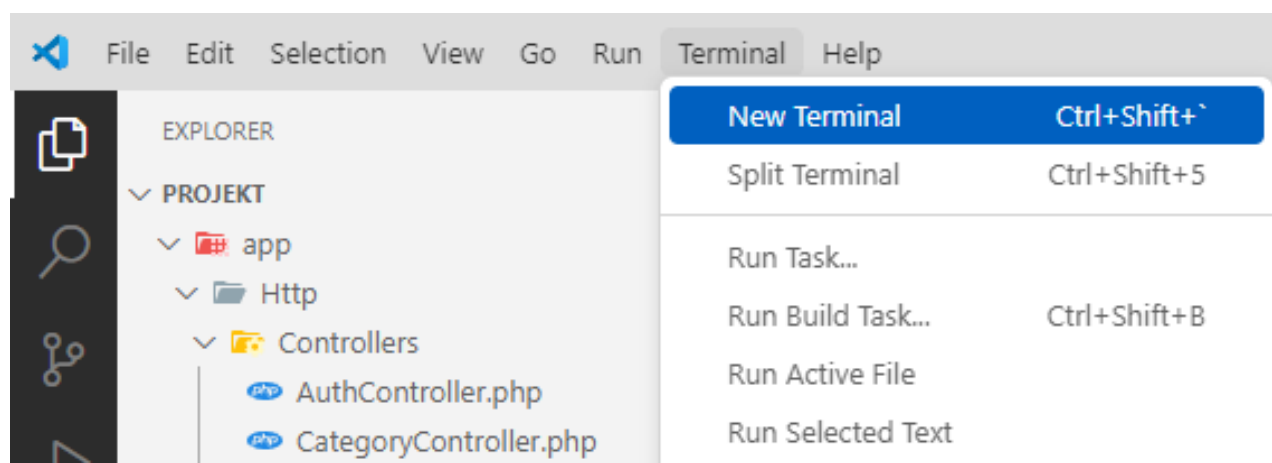 File Edit Selection View Go Run Terminal Help
EXPLORER
PROJEKT
app
Http
Controllers
php AuthController.php
php CategoryController.php
New Terminal Ctrl+Shift+`
Split Terminal Ctrl+Shift+5
Run Task...
Run Build Task... Ctrl+Shift+B
Run Active File
Run Selected Text